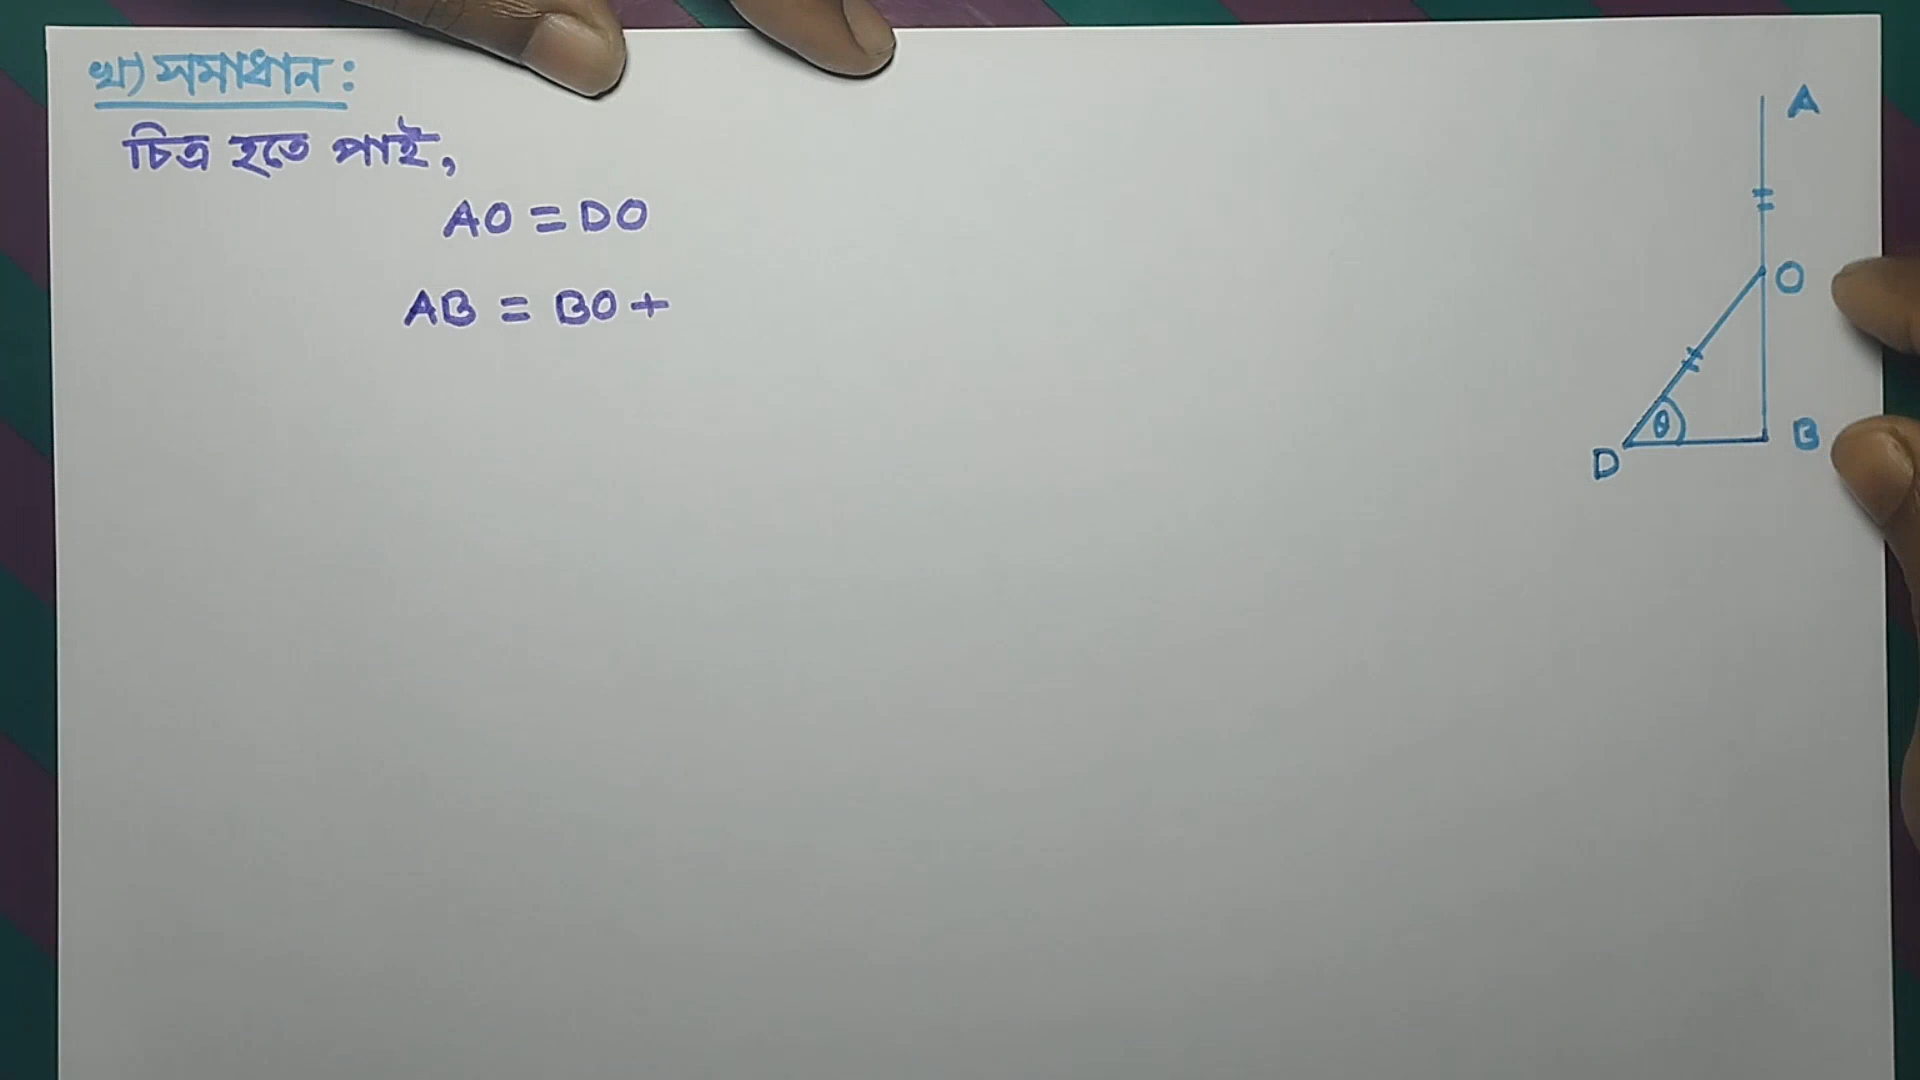 খ) সমাধান :
চিত্র হতে পাই,
AO = DO
AB = BO +
A
O
θ
B
D